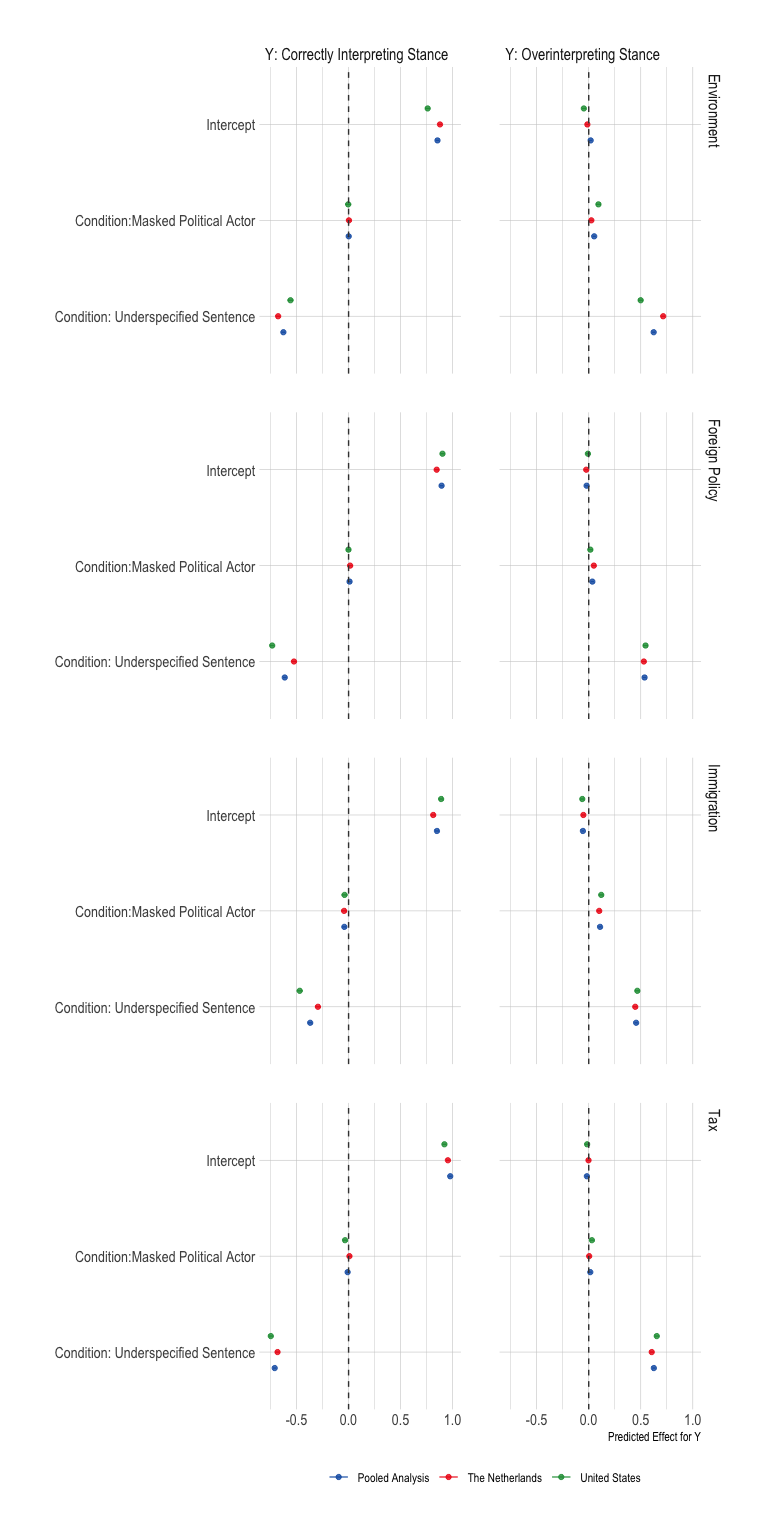 Y: Correctly Interpreting Stance
Y: Overinterpreting Stance
Environment
Intercept
Condition:Masked Political Actor
Condition: Underspecified Sentence
Foreign Policy
Intercept
Condition:Masked Political Actor
Condition: Underspecified Sentence
Immigration
Intercept
Condition:Masked Political Actor
Condition: Underspecified Sentence
Tax
Intercept
Condition:Masked Political Actor
Condition: Underspecified Sentence
-0.5 0.0 0.5 1.0
-0.5 0.0 0.5 1.0
Predicted Effect for Y
Pooled Analysis The Netherlands United States